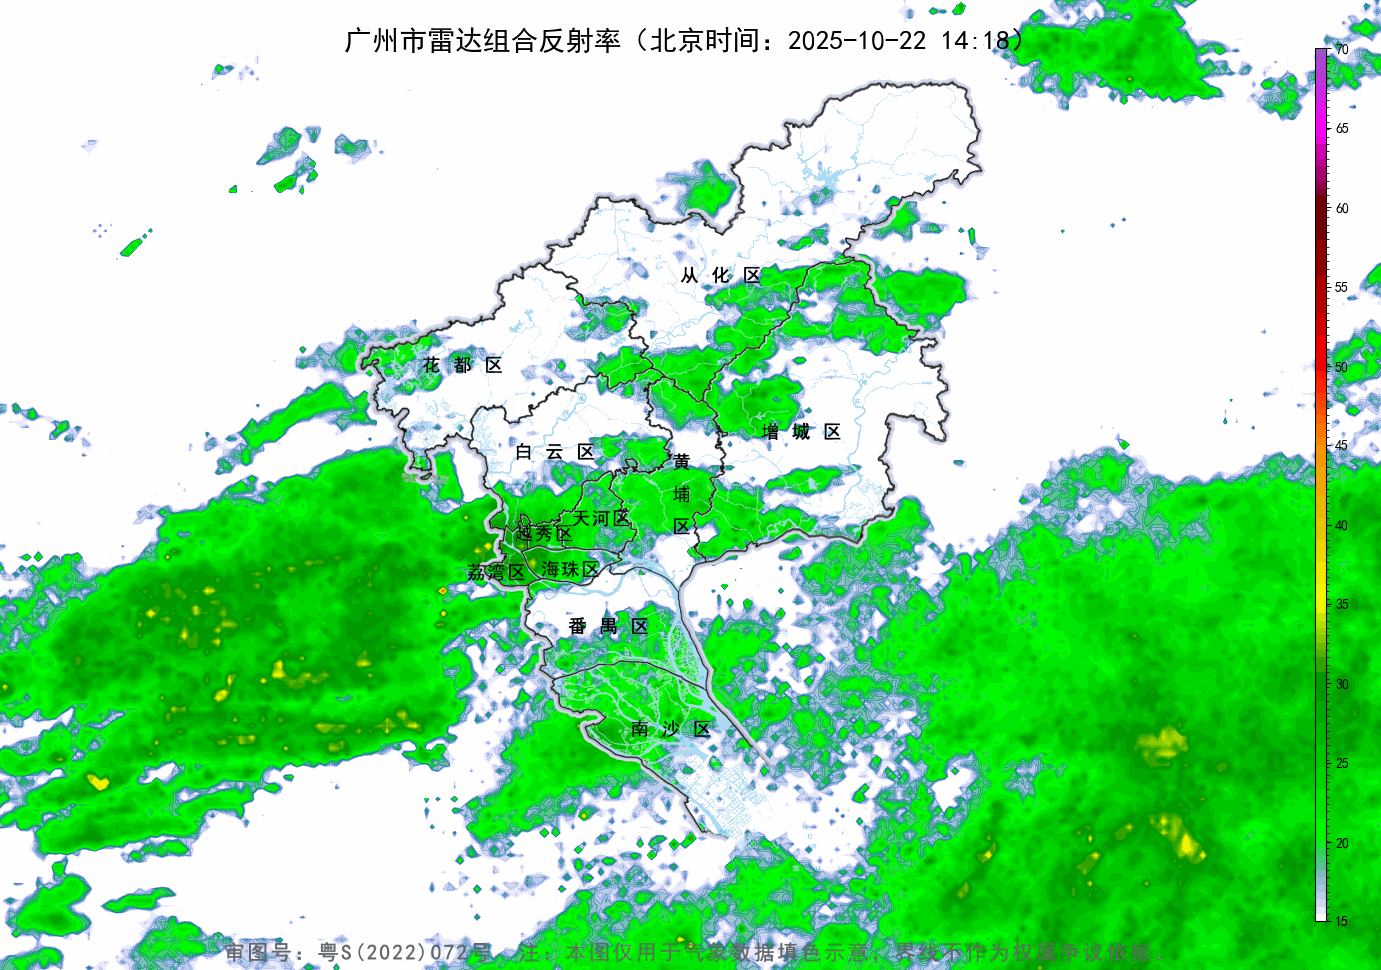 广州市雷达组合反射率（北京时间：2025-10-22 14:18）
70
65
60
55
50
45
40
35
30
25
20
15
从化区
花都区
增城区
白云区
黄埔区
天河区
越秀区
荔湾区
海珠区
番禺区
南沙区
审图号：粤S(2022)072号 注：本图仅用于气象数据填色示意，界线不作为权属争议依据。